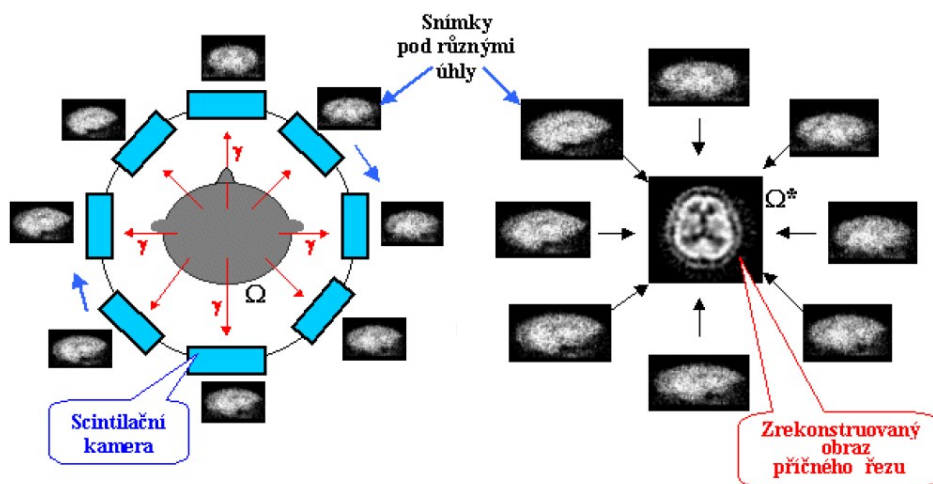 Snímky
pod různými
úhly
γ
γ
γ
γ
Ω
Scintilační
kamera
Ω*
Zrekonstruovaný
obraz
příčného řezu